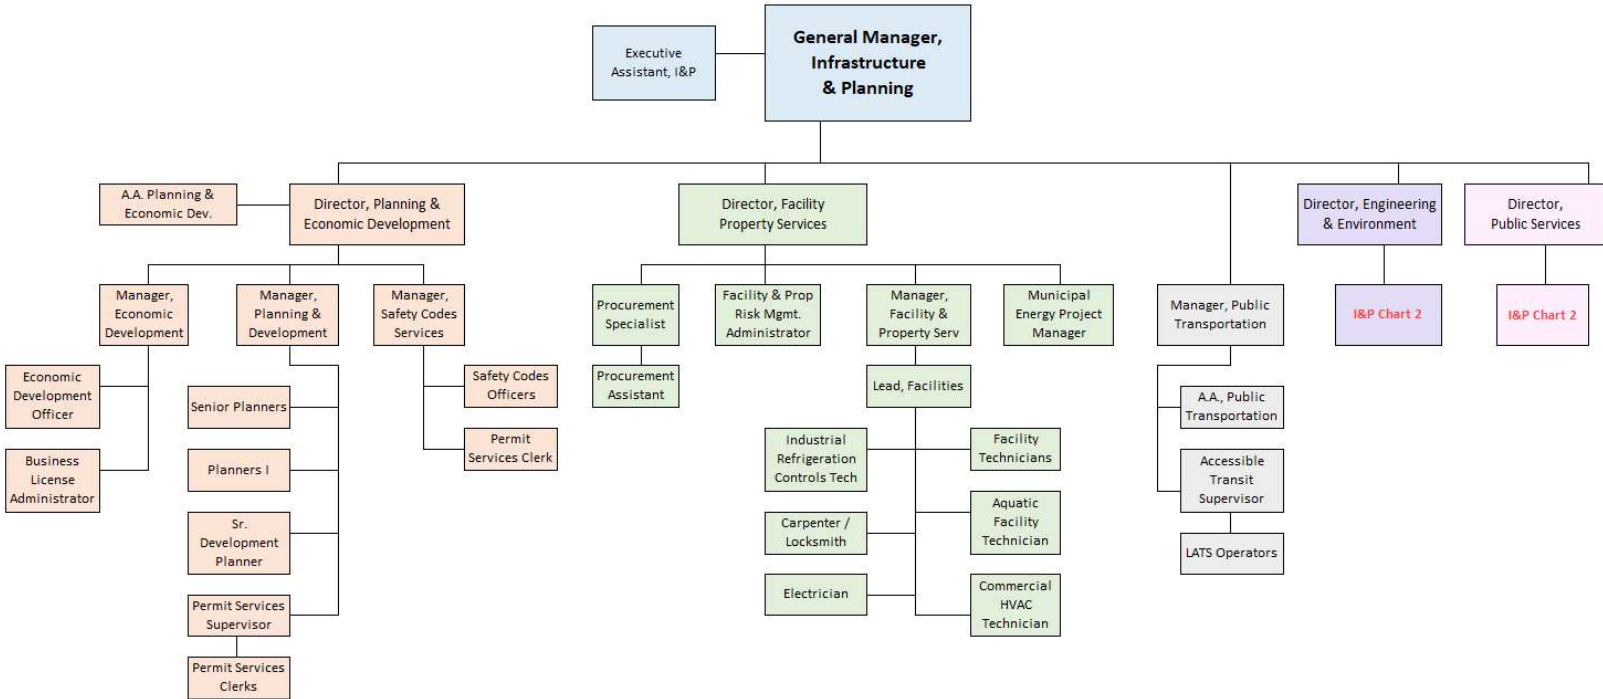 Executive
Assistant, I&P
General Manager,
Infrastructure
& Planning
A.A. Planning &
Economic Dev.
Director, Planning &
Economic Development
Director, Facility
Property Services
Director, Engineering
& Environment
Director,
Public Services
Manager,
Economic
Development
Manager,
Planning &
Development
Manager,
Safety Codes
Services
Procurement
Specialist
Facility & Prop
Risk Mgmt.
Administrator
Manager,
Facility &
Property Serv
Municipal
Energy Project
Manager
Manager, Public
Transportation
I&P Chart 2
I&P Chart 2
Economic
Development
Officer
Business
License
Administrator
Senior Planners
Planners I
Sr.
Development
Planner
Permit Services
Supervisor
Permit Services
Clerks
Safety Codes
Officers
Permit
Services Clerk
Procurement
Assistant
Lead, Facilities
Industrial
Refrigeration
Controls Tech
Carpenter /
Locksmith
Electrician
Facility
Technicians
Aquatic
Facility
Technician
Commercial
HVAC
Technician
A.A., Public
Transportation
Accessible
Transit
Supervisor
LATS Operators